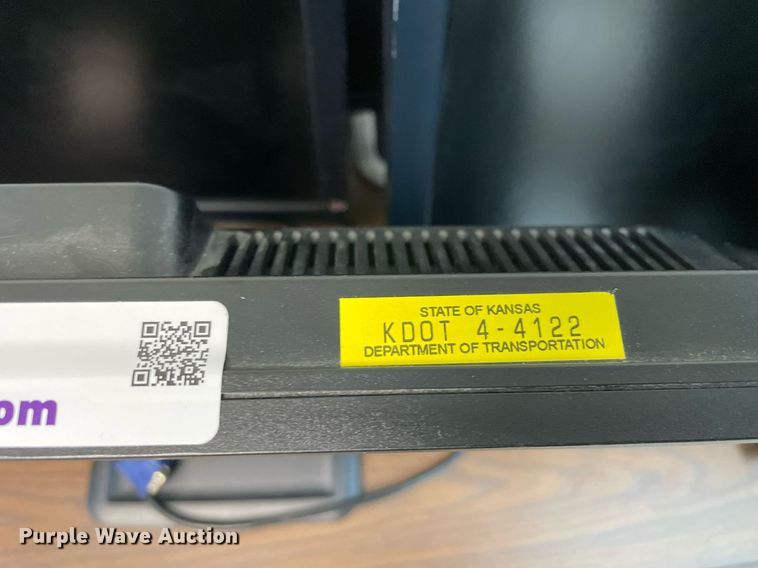 STATE OF KANSAS
KDOT 4-4122
DEPARTMENT OF TRANSPORTATION
om
Purple Wave Auction